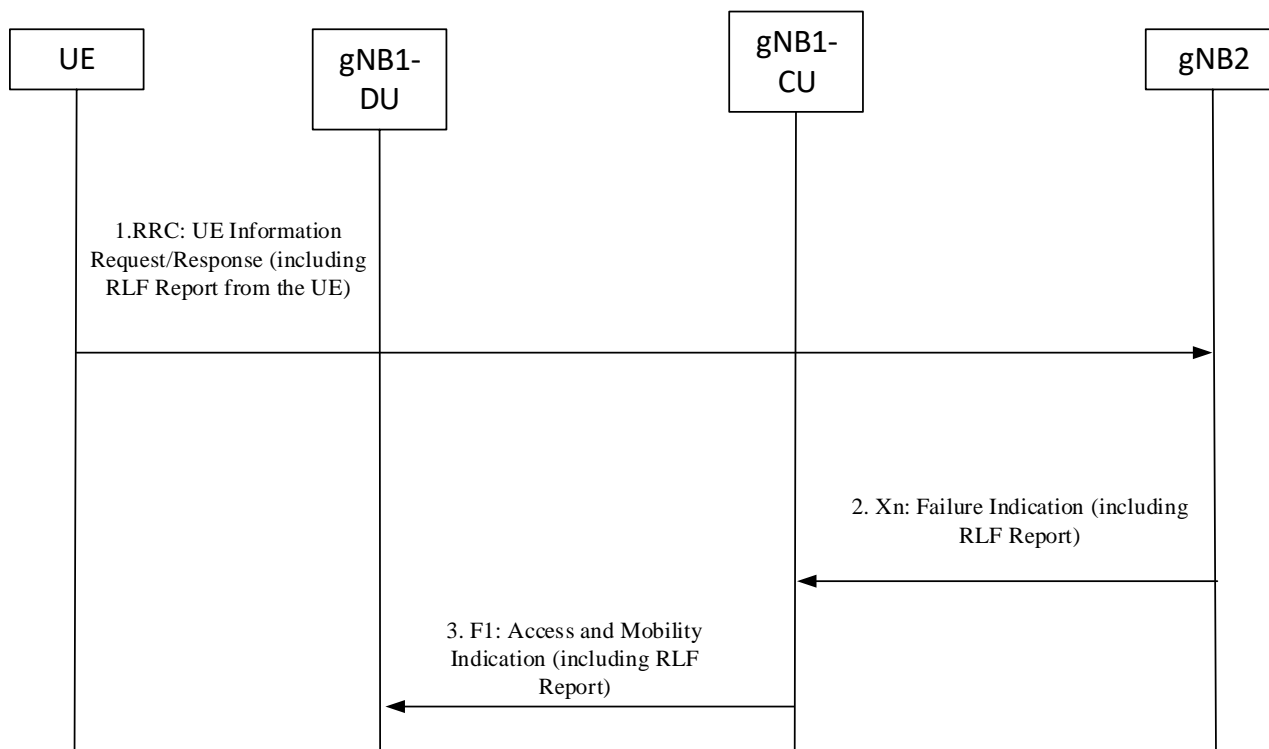 UE
gNB1-
DU
gNB1-
CU
gNB2
1.RRC: UE Information
Request/Response (including
RLF Report from the UE)
2. Xn: Failure Indication (including
RLF Report)
3. F1: Access and Mobility
Indication (including RLF
Report)